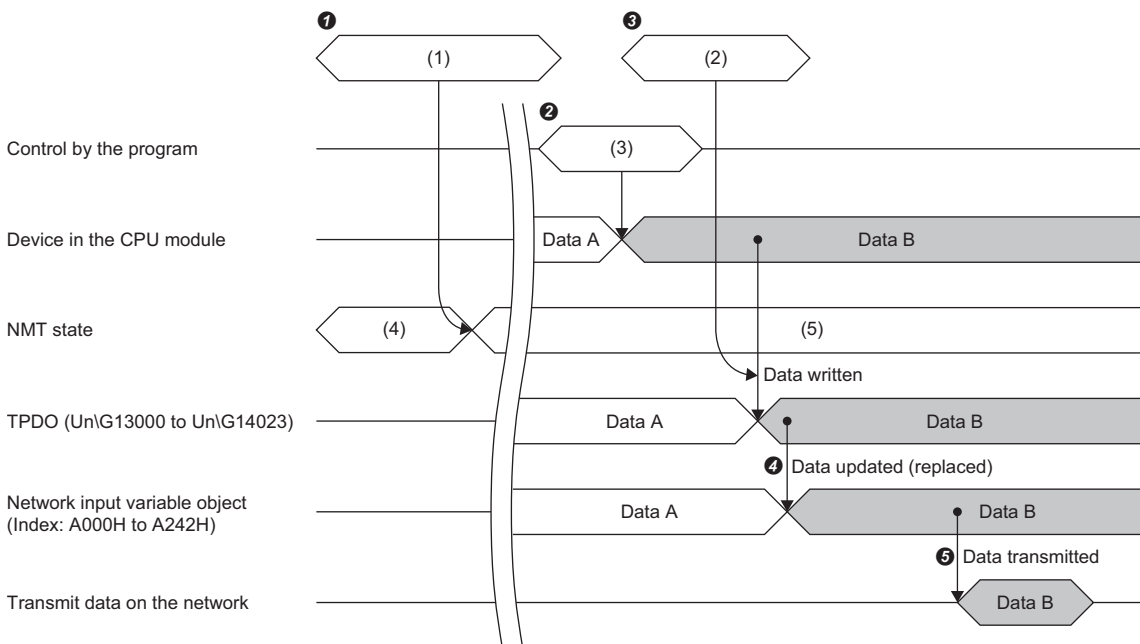 ❶
(1)
❸
(2)
❷
Control by the program
(3)
Device in the CPU module
Data A
Data B
NMT state
(4)
(5)
Data written
TPDO (Un\G13000 to Un\G14023)
Data A
Data B
❹ Data updated (replaced)
Network input variable object
(Index: A000H to A242H)
Data A
Data B
❺ Data transmitted
Transmit data on the network
Data B